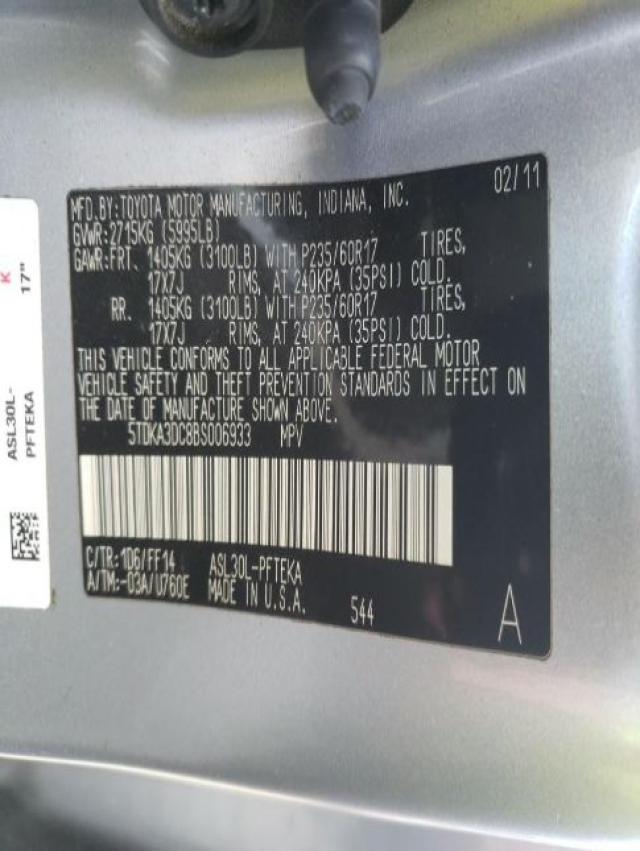 MFD.BY:TOYOTA MOTOR MANUFACTURING, INDIANA, INC. 02/11
GVWR:2715KG (5995LB)
GAWR:FRT. 1405KG (3100LB) WITH P235/60R17 TIRES,
17X7J RIMS, AT 240KPA (35PSI) COLD.
RR. 1405KG (3100LB) WITH P235/60R17 TIRES,
17X7J RIMS, AT 240KPA (35PSI) COLD.
THIS VEHICLE CONFORMS TO ALL APPLICABLE FEDERAL MOTOR
VEHICLE SAFETY AND THEFT PREVENTION STANDARDS IN EFFECT ON
THE DATE OF MANUFACTURE SHOWN ABOVE.
5TDKA3DC8BS006933 MPV
C/TR:1D6/FF14 ASL30L-PFTEKA
A/TM:-03A/U760E MADE IN U.S.A. 544
A
K
17"
ASL30L-
PFTEKA